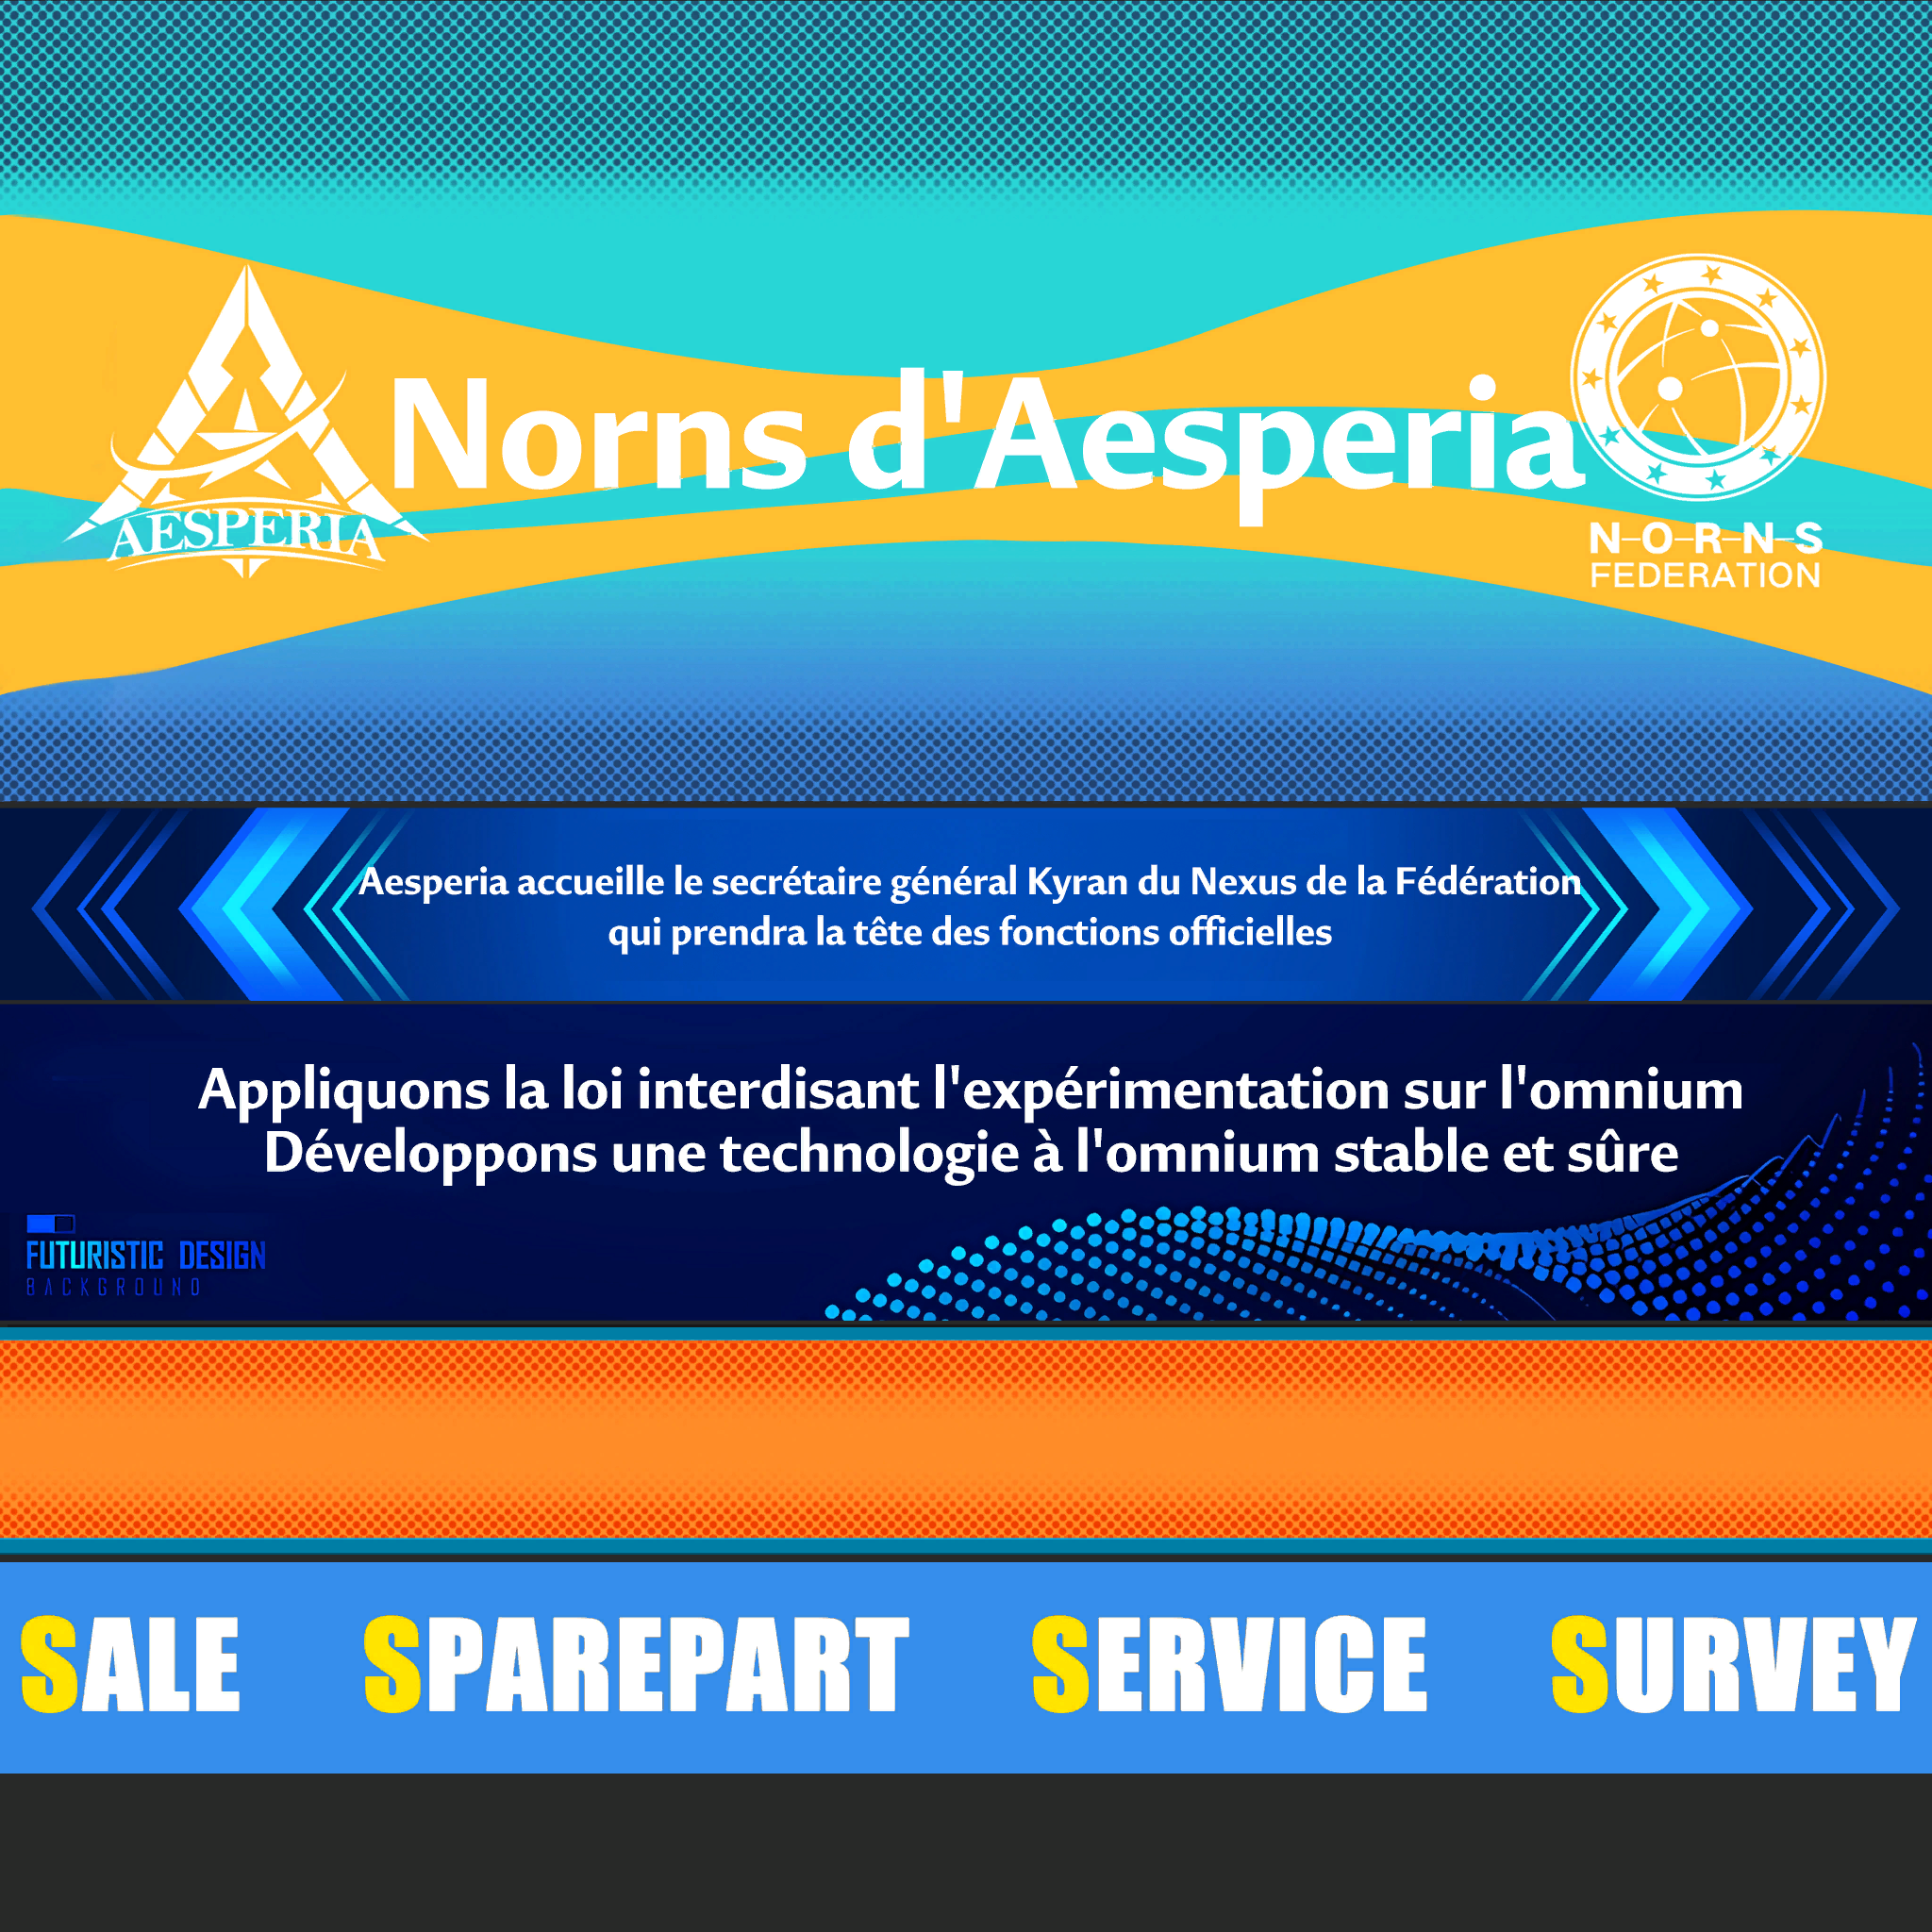 Norns d'Aesperia
AESPERIA
N-O-R-N-S
FEDERATION
Aesperia accueille le secrétaire général Kyran du Nexus de la Fédération
qui prendra la tête des fonctions officielles
Appliquons la loi interdisant l'expérimentation sur l'omnium
Développons une technologie à l'omnium stable et sûre
FUTURISTIC DESIGN
BACKGROUND
SALE SPAREPART SERVICE SURVEY